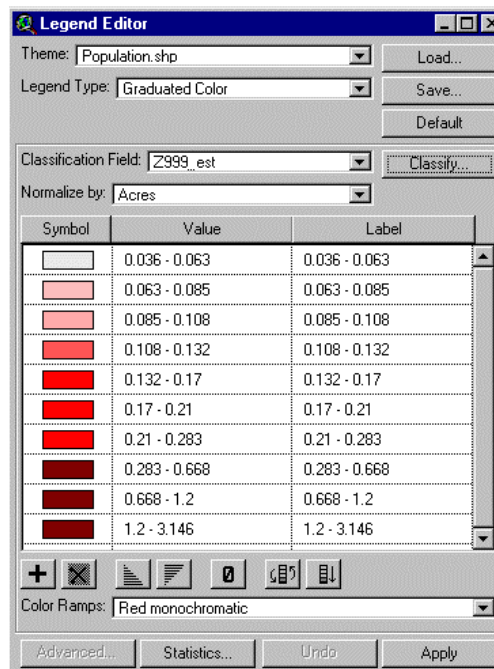 Legend Editor
Theme: Population.shp
Load...
Legend Type: Graduated Color
Save...
Default
Classification Field: Z999_est
Classify...
Normalize by: Acres
Symbol Value Label
0.036 - 0.063 0.036 - 0.063
0.063 - 0.085 0.063 - 0.085
0.085 - 0.108 0.085 - 0.108
0.108 - 0.132 0.108 - 0.132
0.132 - 0.17 0.132 - 0.17
0.17 - 0.21 0.17 - 0.21
0.21 - 0.283 0.21 - 0.283
0.283 - 0.668 0.283 - 0.668
0.668 - 1.2 0.668 - 1.2
1.2 - 3.146 1.2 - 3.146
Color Ramps: Red monochromatic
Advanced... Statistics... Undo Apply